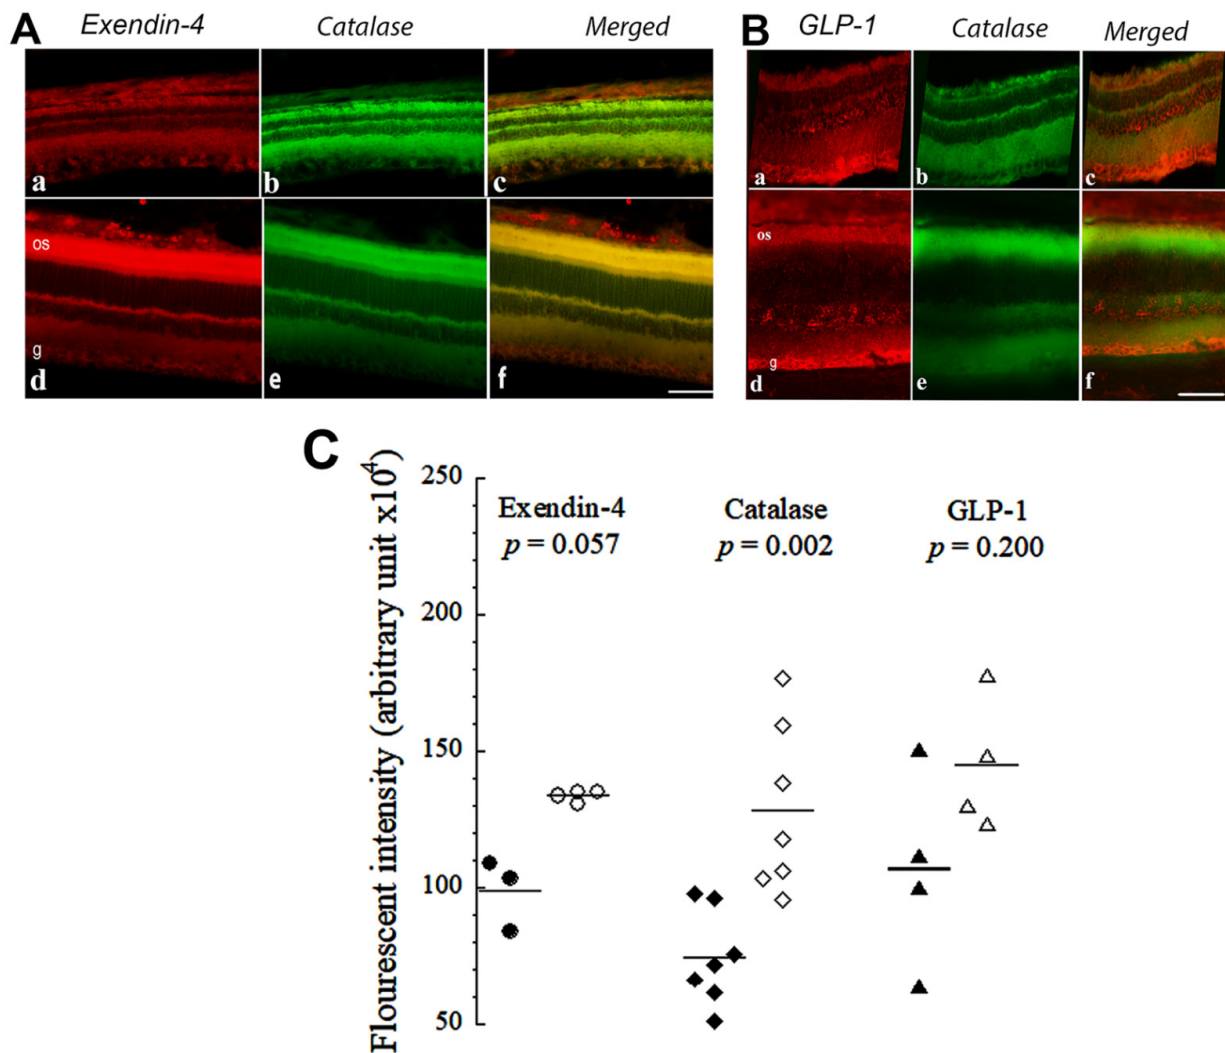 A Exendin-4 Catalase Merged
B GLP-1 Catalase Merged
a b c
os
g
d e f
a b c
os
g
d e f
C
Flourescent intensity (arbitrary unit x10⁴)
250
200
150
100
50
Exendin-4
p = 0.057
Catalase
p = 0.002
GLP-1
p = 0.200